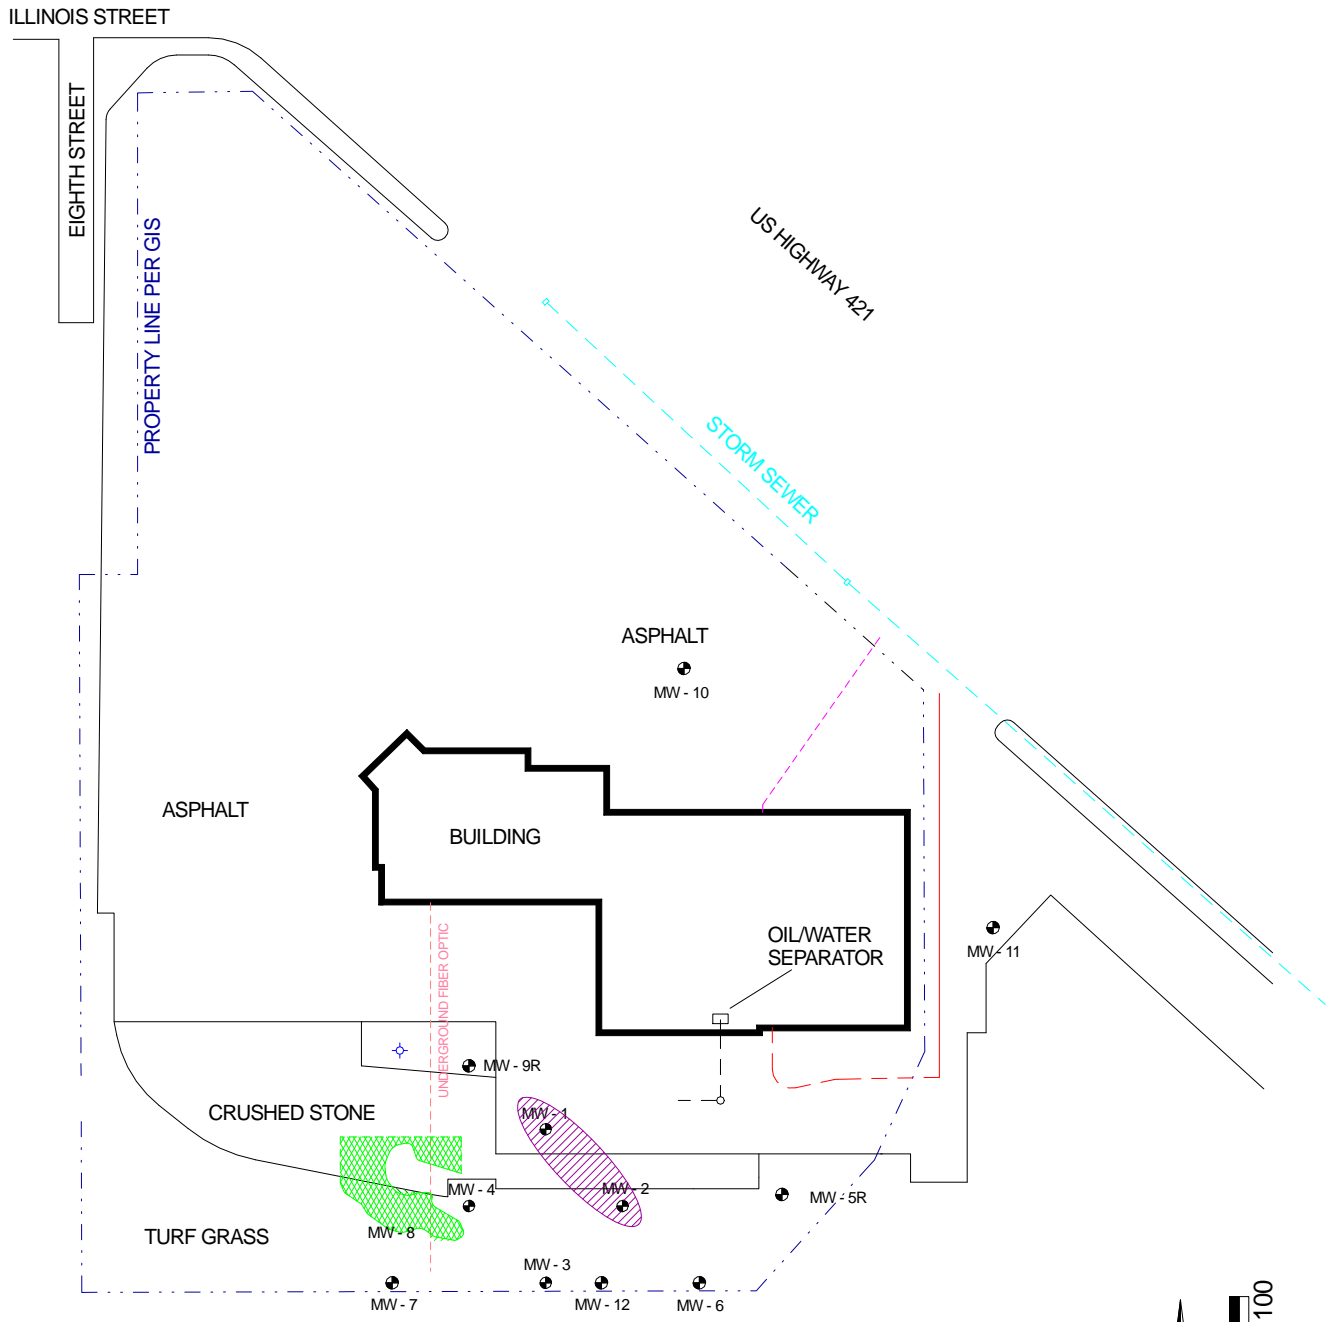 ILLINOIS STREET
EIGHTH STREET
PROPERTY LINE PER GIS
US HIGHWAY 421
STORM SEWER
ASPHALT
MW - 10
ASPHALT
BUILDING
OIL/WATER
SEPARATOR
MW - 11
UNDERGROUND FIBER OPTIC
MW - 9R
CRUSHED STONE
MW - 1
MW - 4
MW - 2
MW - 5R
MW - 8
TURF GRASS
MW - 3
MW - 7
MW - 12
MW - 6
100